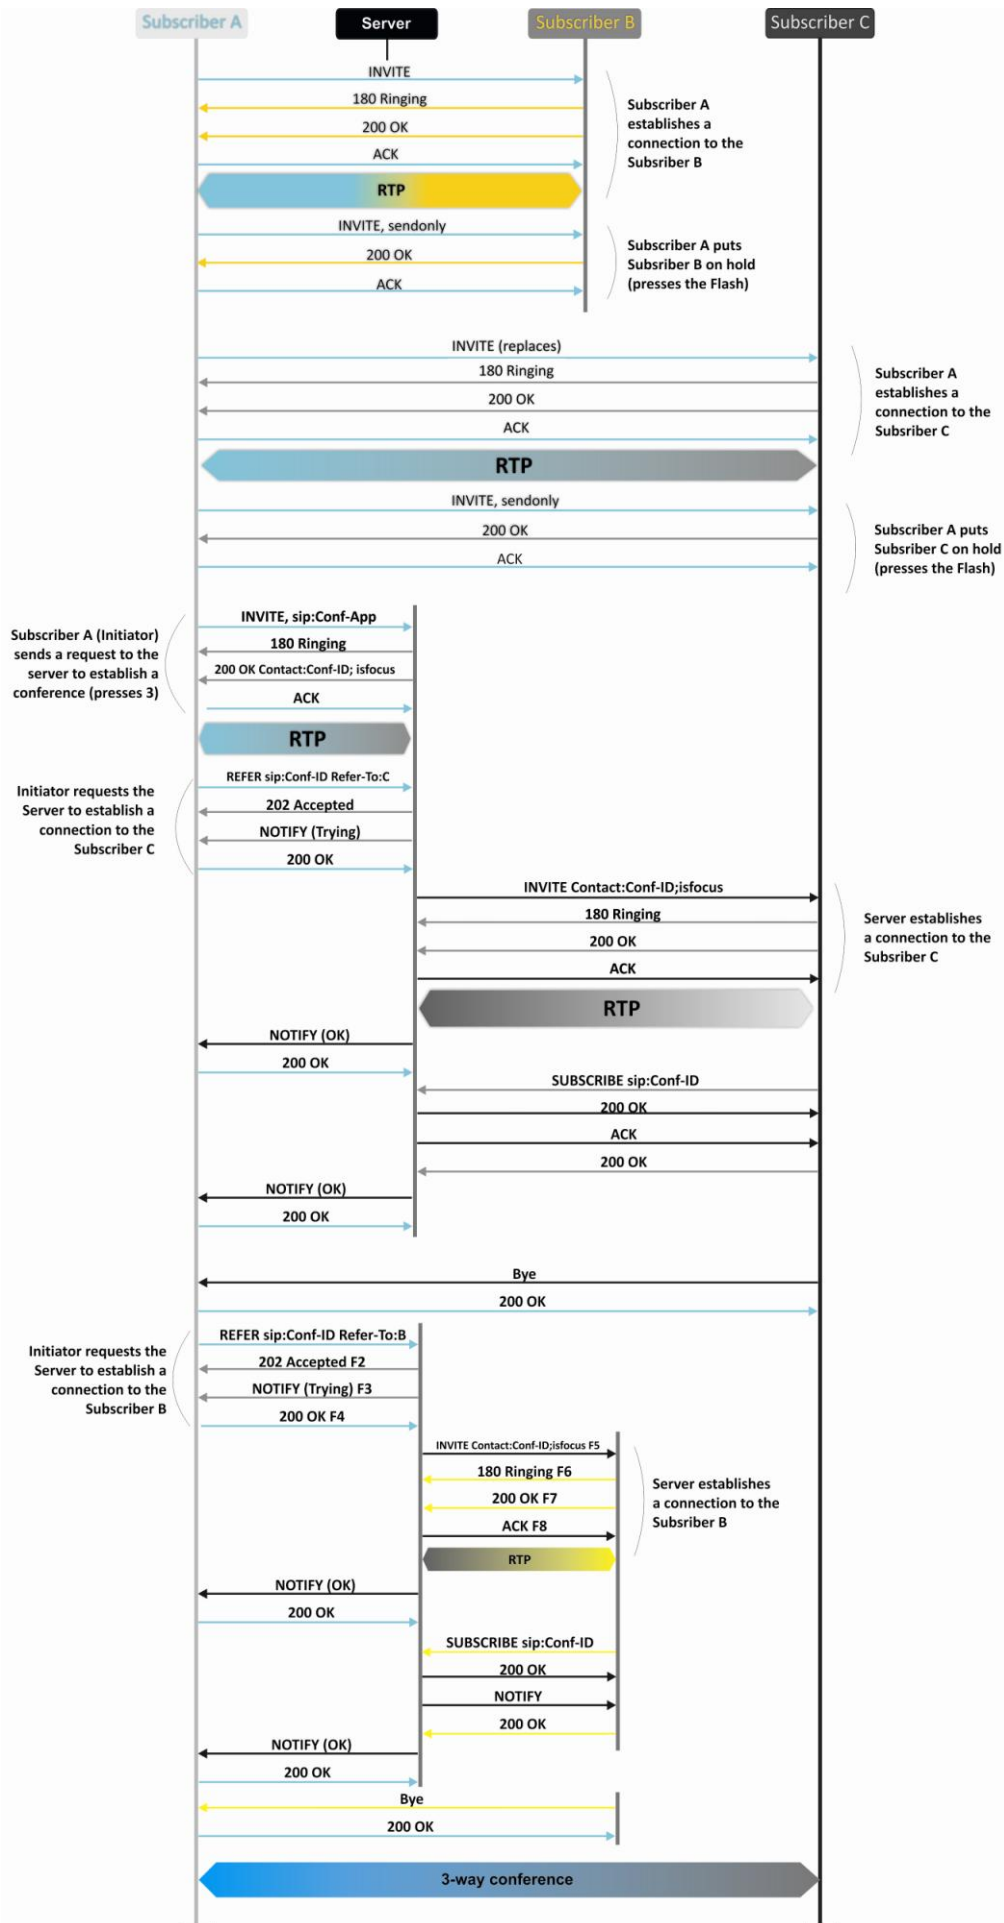 Subscriber A
Server
Subscriber B
Subscriber C
INVITE
180 Ringing
200 OK
ACK
RTP
Subscriber A
establishes a
connection to the
Subsriber B
INVITE, sendonly
200 OK
ACK
Subscriber A puts
Subsriber B on hold
(presses the Flash)
INVITE (replaces)
180 Ringing
200 OK
ACK
RTP
Subscriber A
establishes a
connection to the
Subsriber C
INVITE, sendonly
200 OK
ACK
Subscriber A puts
Subsriber C on hold
(presses the Flash)
Subscriber A (Initiator)
sends a request to the
server to establish a
conference (presses 3)
INVITE, sip:Conf-App
180 Ringing
200 OK Contact:Conf-ID; isfocus
ACK
RTP
Initiator requests the
Server to establish a
connection to the
Subsriber C
REFER sip:Conf-ID Refer-To:C
202 Accepted
NOTIFY (Trying)
200 OK
INVITE Contact:Conf-ID;isfocus
180 Ringing
200 OK
ACK
RTP
Server establishes
a connection to the
Subsriber C
NOTIFY (OK)
200 OK
SUBSCRIBE sip:Conf-ID
200 OK
ACK
200 OK
NOTIFY (OK)
200 OK
Bye
200 OK
Initiator requests the
Server to establish a
connection to the
Subsriber B
REFER sip:Conf-ID Refer-To:B
202 Accepted F2
NOTIFY (Trying) F3
200 OK F4
INVITE Contact:Conf-ID;isfocus F5
180 Ringing F6
200 OK F7
ACK F8
RTP
Server establishes
a connection to the
Subsriber B
NOTIFY (OK)
200 OK
SUBSCRIBE sip:Conf-ID
200 OK
NOTIFY
200 OK
NOTIFY (OK)
200 OK
Bye
200 OK
3-way conference